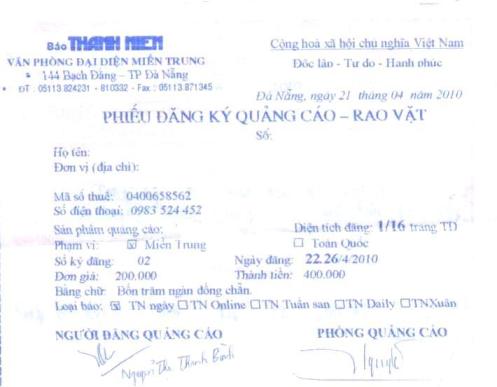 Báo THANH NIEN
Cộng hoà xã hội chủ nghĩa Việt Nam
VĂN PHÒNG ĐẠI DIỆN MIỀN TRUNG
Độc lập - Tự do - Hạnh phúc
144 Bạch Đằng – TP Đà Nẵng
ĐT : 05113.824231 - 810332 - Fax : 05113.871345
Đà Nẵng, ngày 21 tháng 04 năm 2010
PHIẾU ĐĂNG KÝ QUẢNG CÁO – RAO VẶT
Số:
Họ tên:
Đơn vị (địa chỉ):
Mã số thuế: 0400658562
Số điện thoại: 0983 524 452
Sản phẩm quảng cáo: Diện tích đăng: 1/16 trang TD
Phạm vi: ☑ Miền Trung ☐ Toàn Quốc
Số kỳ đăng: 02 Ngày đăng: 22.26/4/2010
Đơn giá: 200.000 Thành tiền: 400.000
Bằng chữ: Bốn trăm ngàn đồng chẵn.
Loại báo: ☑ TN ngày ☐TN Online ☐TN Tuần san ☐TN Daily ☐TNXuân
NGƯỜI ĐĂNG QUẢNG CÁO PHÒNG QUẢNG CÁO
Nguyễn Thị Thanh Bình